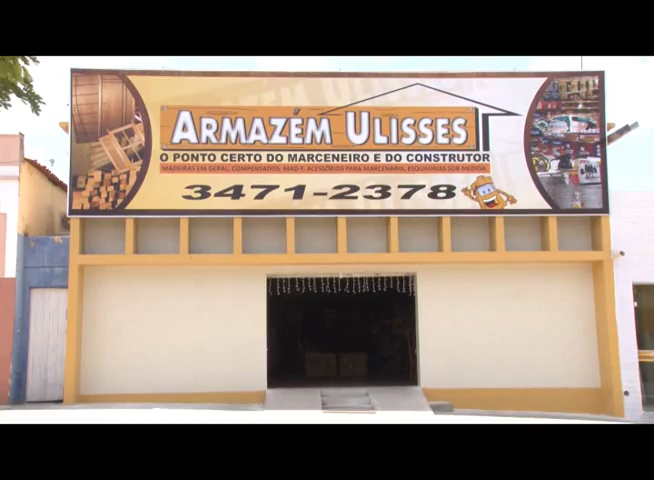 ARMAZÉM ULISSES
O PONTO CERTO DO MARCENEIRO E DO CONSTRUTOR
MADEIRAS EM GERAL, COMPENSADOS, MAD-F, ACESSÓRIOS PARA MARCENARIA, ESQUADRIAS SOB MEDIDA
3471-2378